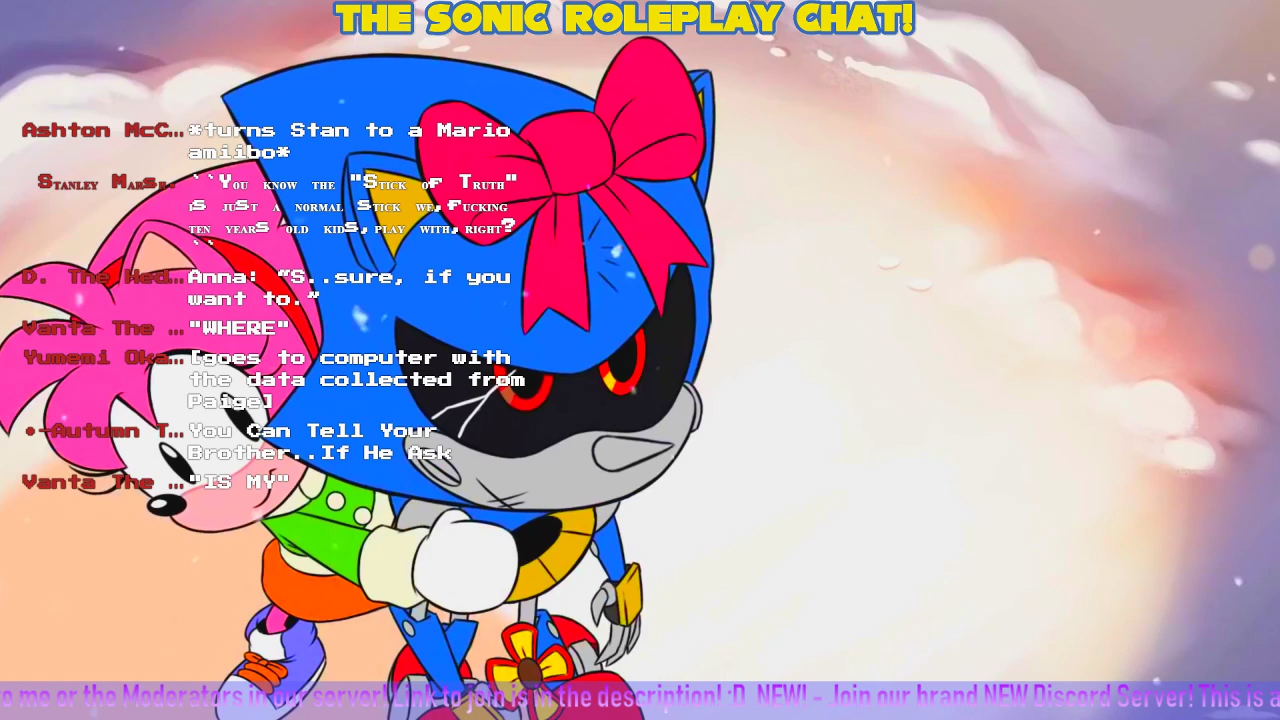 THE SONIC ROLEPLAY CHAT!
Ashton McC... *turns Stan to a Mario
amiibo*
Stanley Marsh... ``You know the "Stick of Truth"
is just a normal stick we, fucking
ten years old kids, play with, right?
``
D. The Med... Anna: "S..sure, if you
want to."
Vanta The ... "WHERE"
Yumemi Oka... [goes to computer with
the data collected from
Paige]
•-Autumn T... You Can Tell Your
Brother..If He Ask
Vanta The ... "IS MY"
to me or the Moderators in our server! Link to join is in the description! :D NEW! - Join our brand NEW Discord Server! This is a